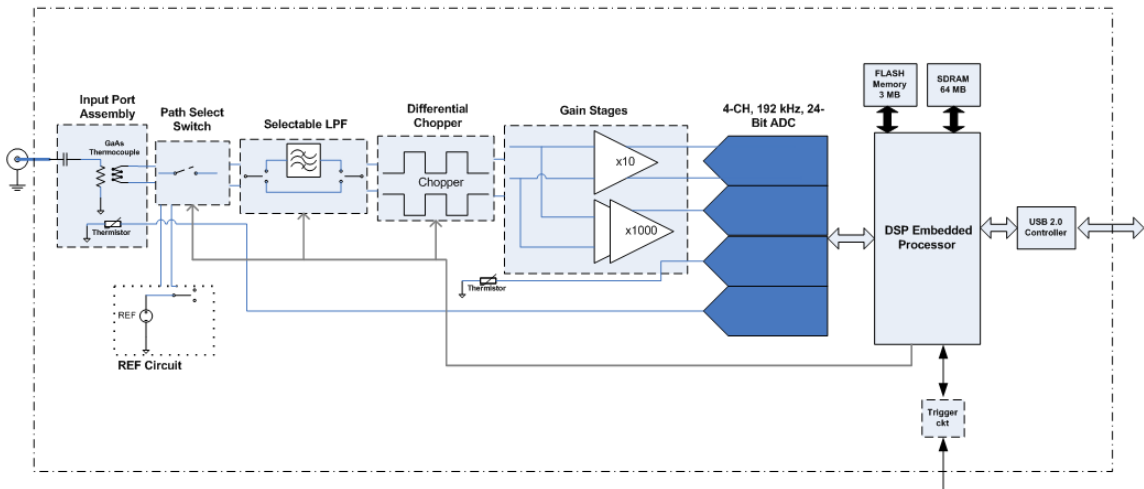 FLASH
Memory
3 MB
SDRAM
64 MB
Input Port
Assembly
Path Select
Switch
Selectable LPF
Differential
Chopper
Gain Stages
4-CH, 192 kHz, 24-
Bit ADC
GaAs
Thermocouple
Chopper
x10
x1000
Thermistor
Thermistor
DSP Embedded
Processor
USB 2.0
Controller
REF
REF Circuit
Trigger
ckt